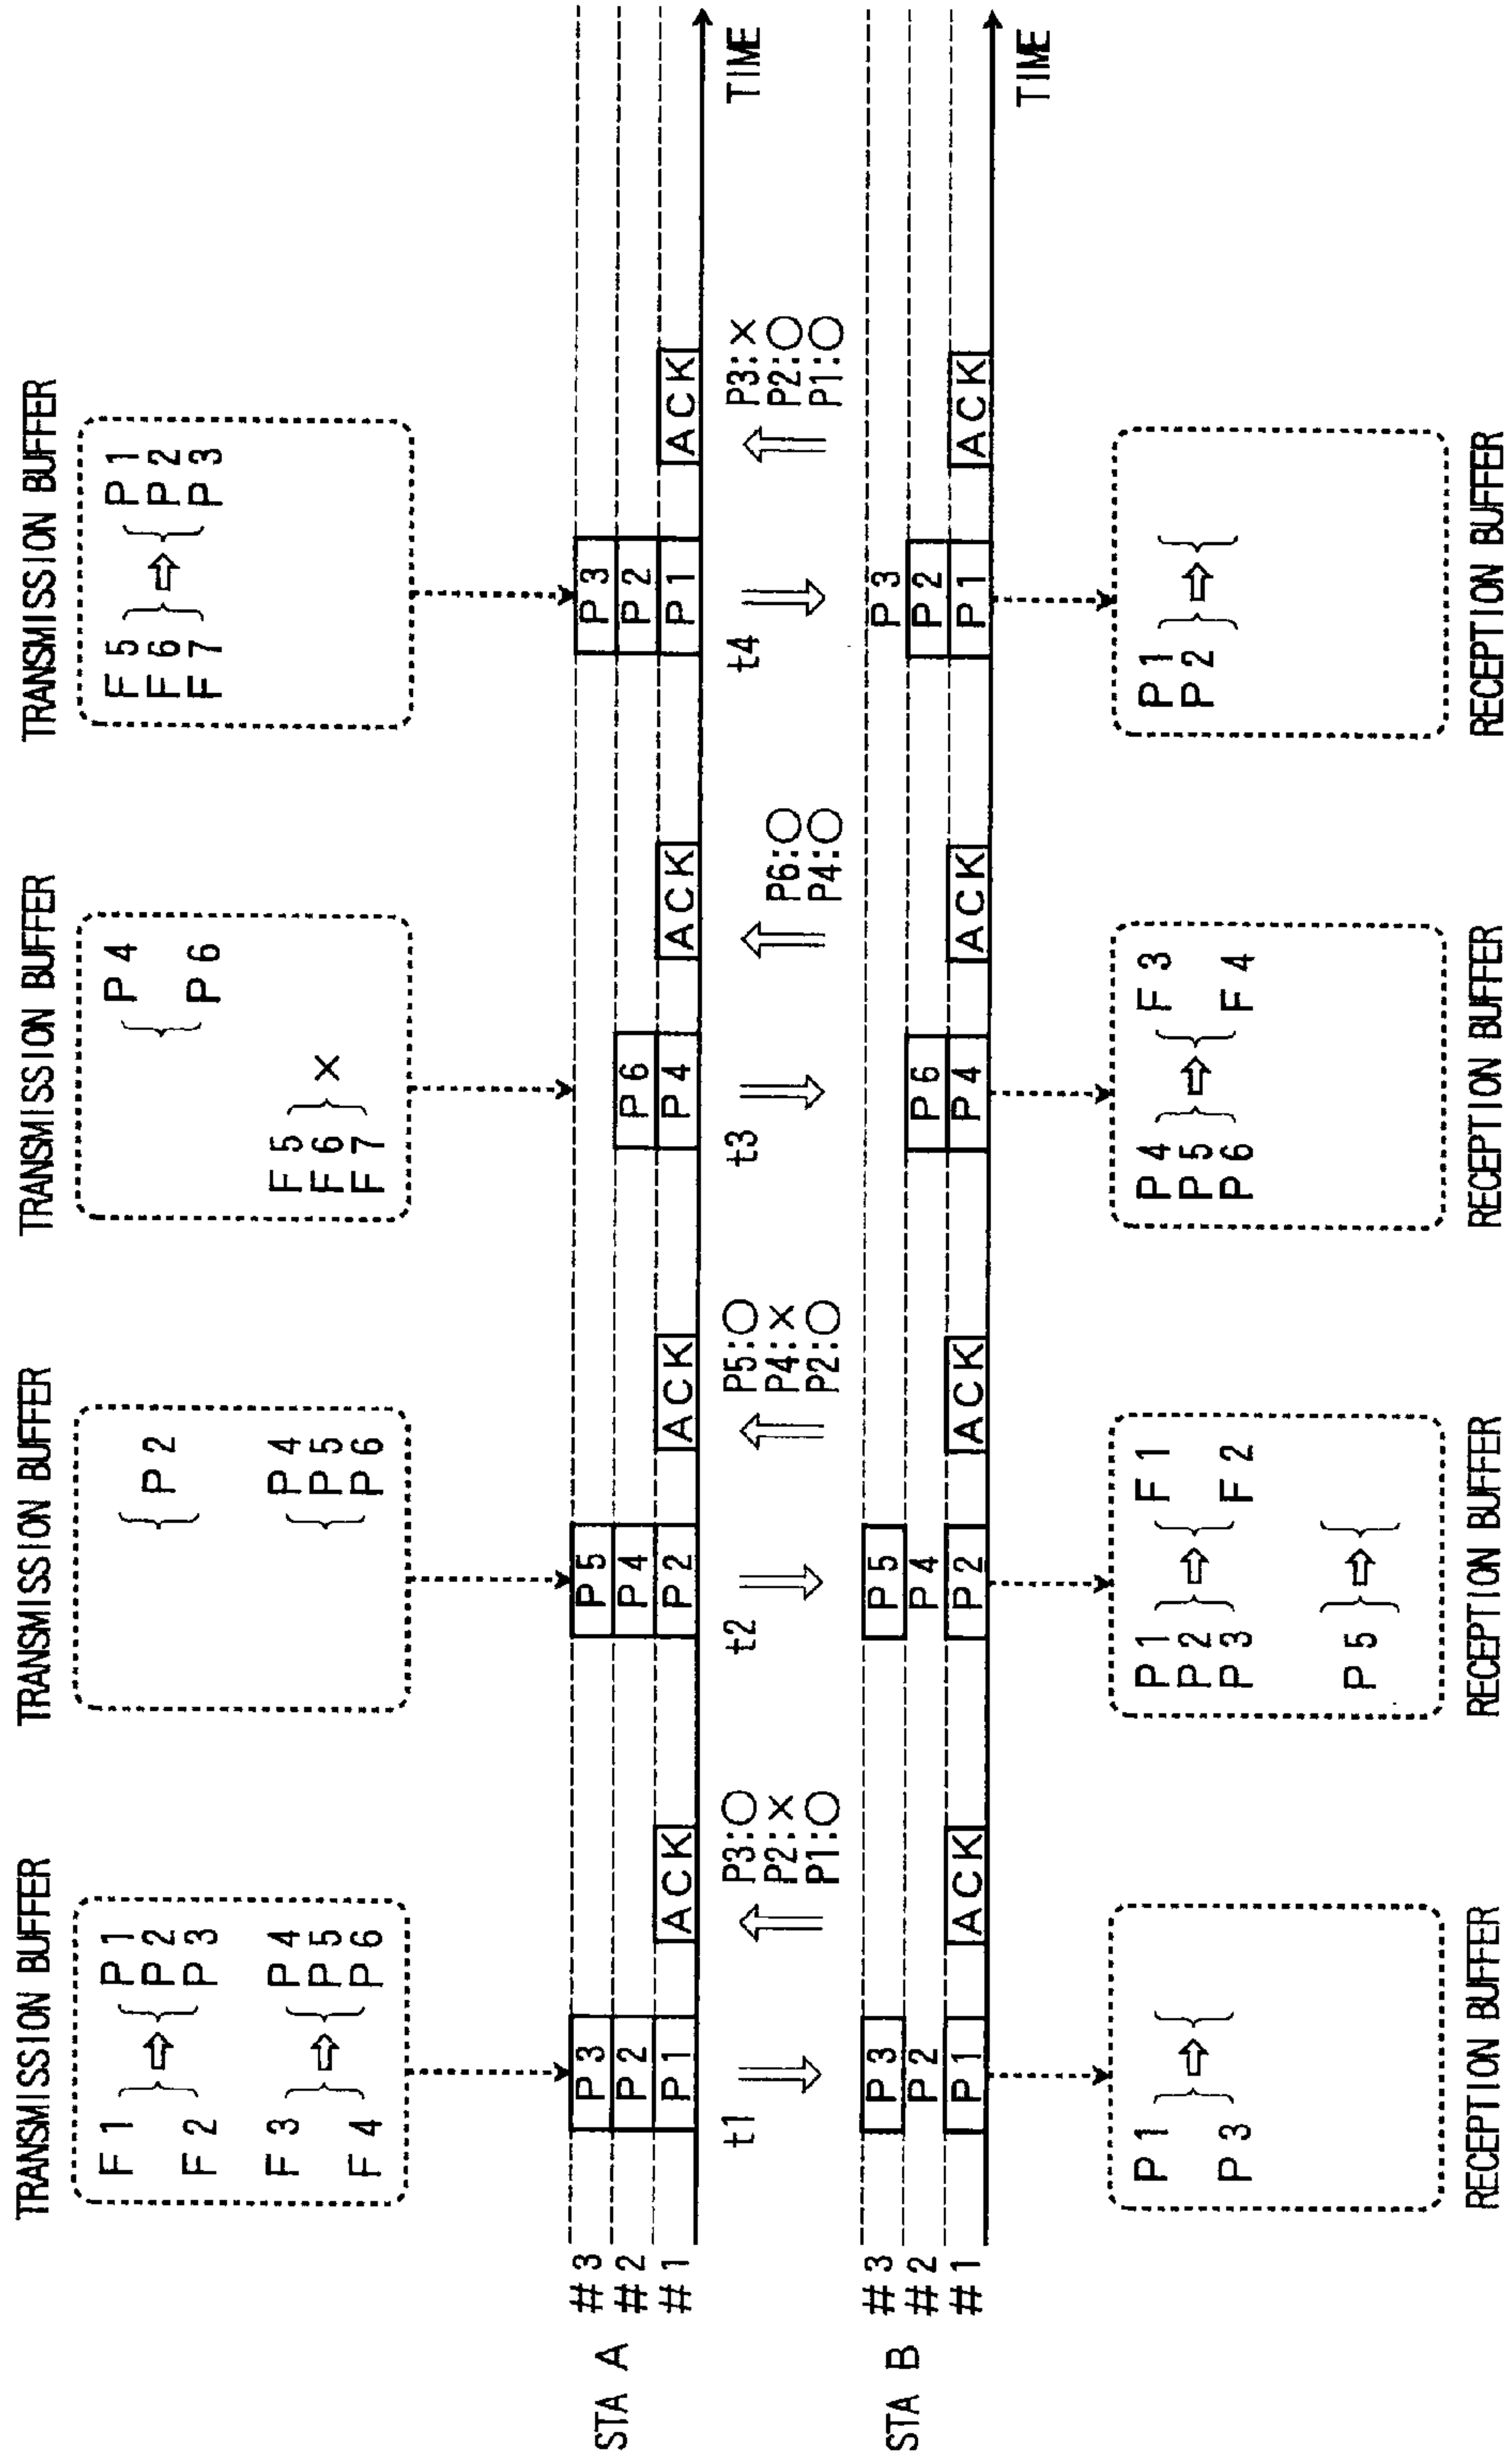 TRANSMISSION BUFFER TRANSMISSION BUFFER TRANSMISSION BUFFER TRANSMISSION BUFFER
F1 P1
P2
F2 P3
F3 P4
P5
F4 P6
P2
P4
P5
P6
P4
P6
F5
F6 ×
F7
F5 P1
F6 P2
F7 P3
STA A
#3 P3 P5 P3
#2 P2 P4 P6 P2
#1 P1 ACK P2 ACK P4 ACK P1 ACK
TIME
t1
P3:○
P2:×
P1:○
t2
P5:○
P4:×
P2:○
t3
P6:○
P4:○
t4
P3:×
P2:○
P1:○
STA B
#3 P3 P5 P3
#2 P2 P4 P6 P2
#1 P1 ACK P2 ACK P4 ACK P1 ACK
TIME
P1
P3
P1 F1
P2
P3 F2
P5
P4 F3
P5
P6 F4
P1
P2
RECEPTION BUFFER RECEPTION BUFFER RECEPTION BUFFER RECEPTION BUFFER